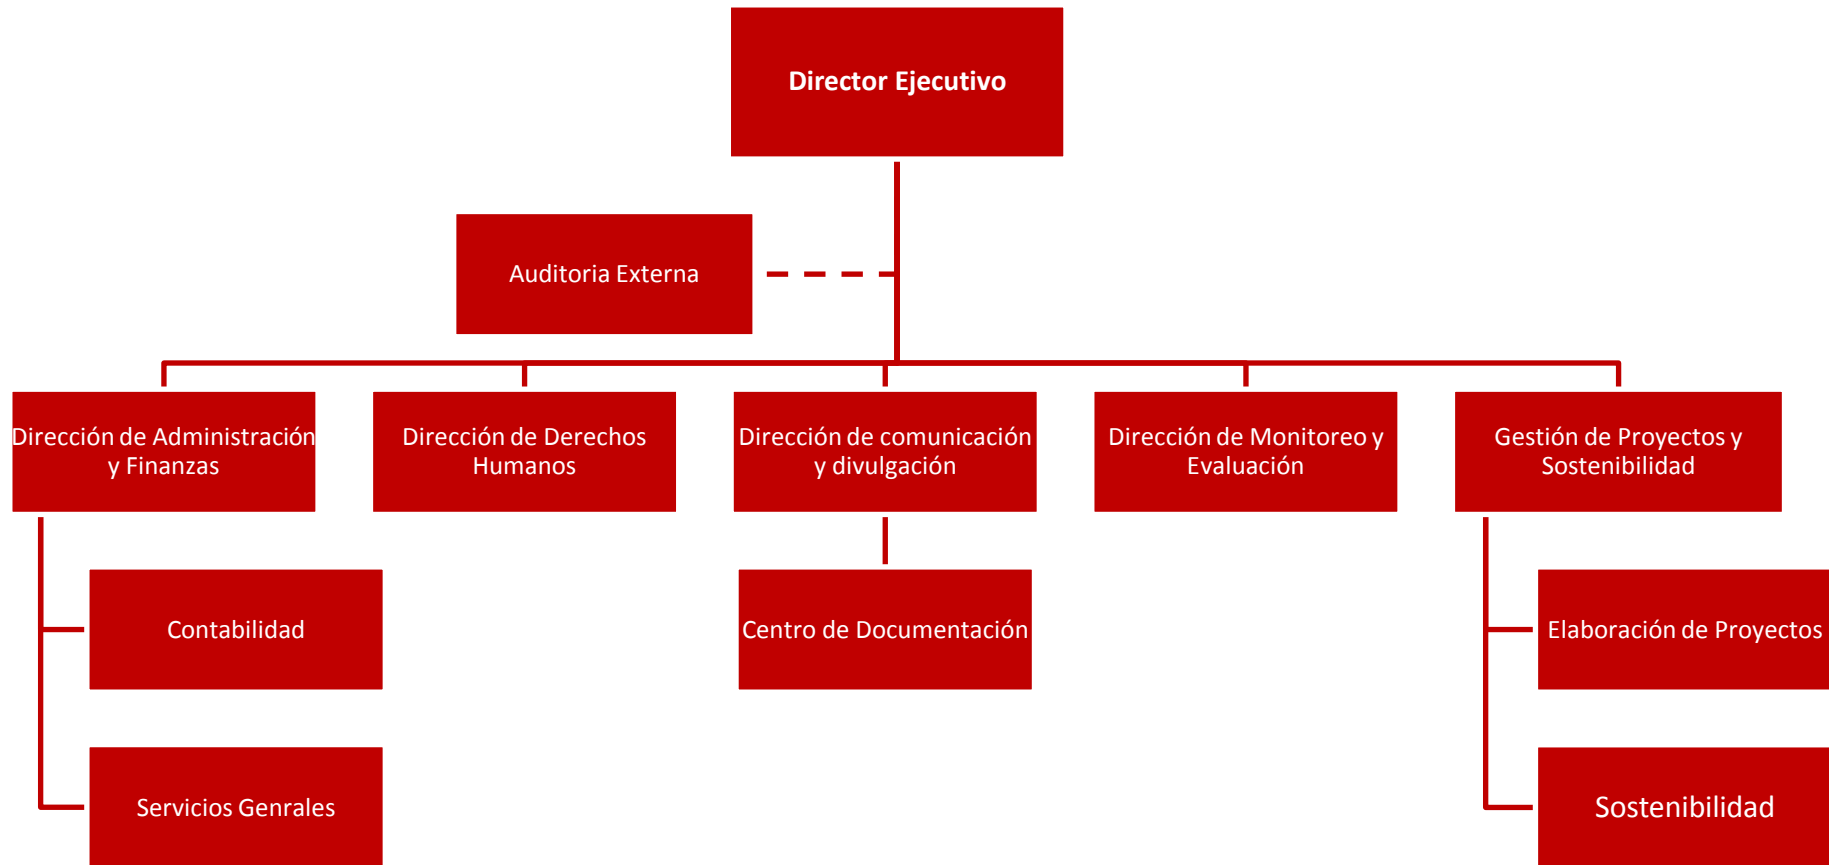 Director Ejecutivo
Auditoria Externa
Dirección de Administración
y Finanzas
Dirección de Derechos
Humanos
Dirección de comunicación
y divulgación
Dirección de Monitoreo y
Evaluación
Gestión de Proyectos y
Sostenibilidad
Contabilidad
Centro de Documentación
Elaboración de Proyectos
Servicios Genrales
Sostenibilidad